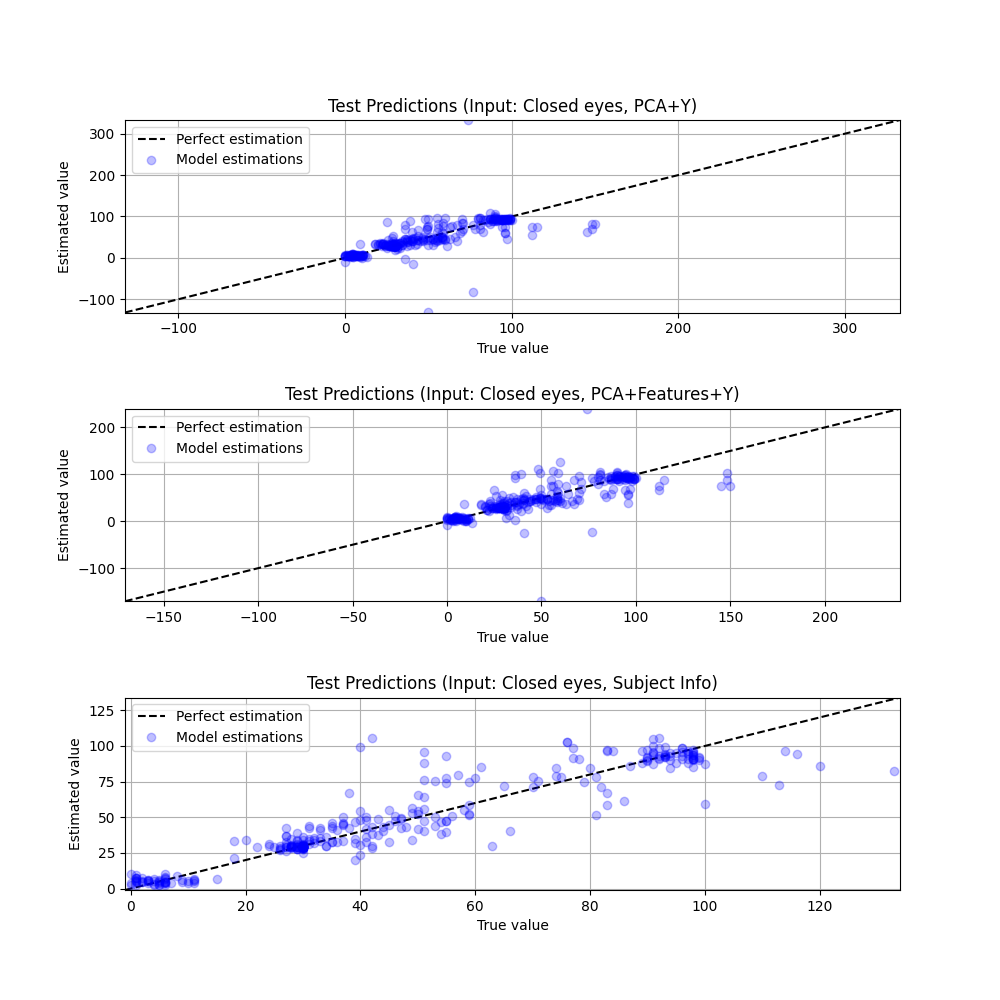 Test Predictions (Input: Closed eyes, PCA+Y)
Perfect estimation
Model estimations
Estimated value
300
200
100
0
−100
−100 0 100 200 300
True value
Test Predictions (Input: Closed eyes, PCA+Features+Y)
Perfect estimation
Model estimations
Estimated value
200
100
0
−100
−150 −100 −50 0 50 100 150 200
True value
Test Predictions (Input: Closed eyes, Subject Info)
Perfect estimation
Model estimations
Estimated value
125
100
75
50
25
0
0 20 40 60 80 100 120
True value